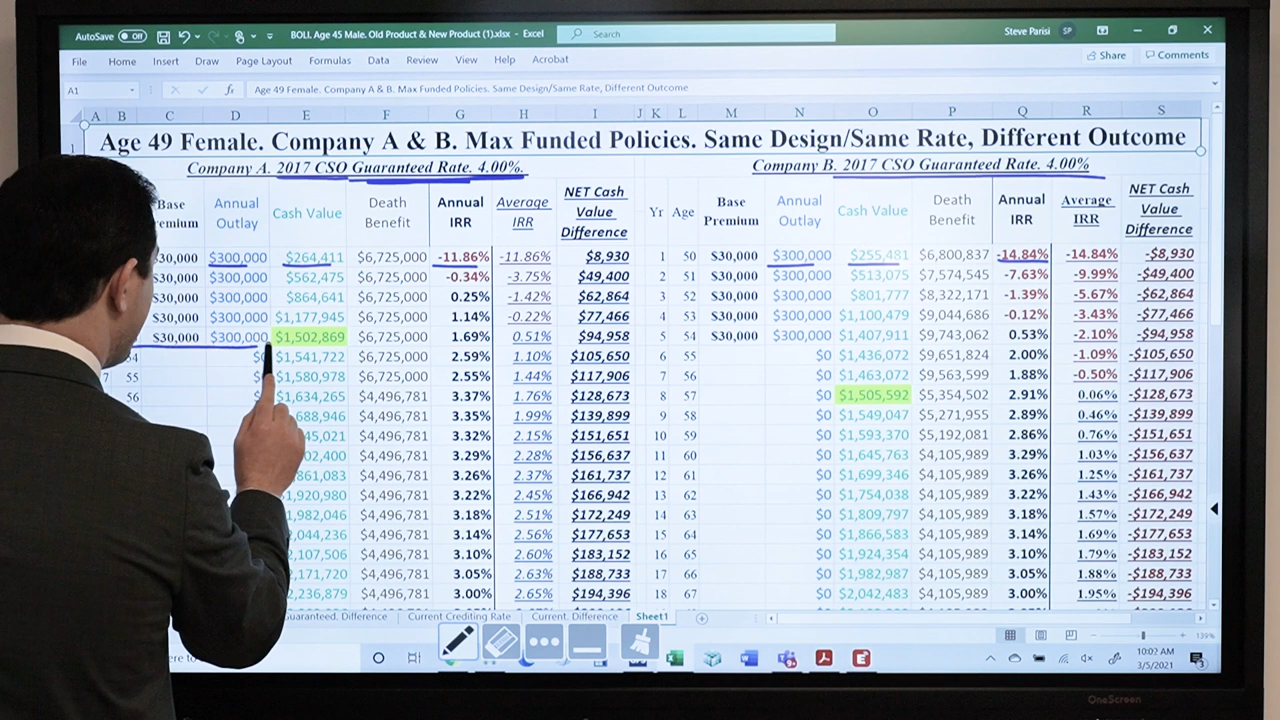 AutoSave Off BOLI. Age 45 Male. Old Product & New Product (1).xlsx - Excel Search Steve Parisi SP
File Home Insert Draw Page Layout Formulas Data Review View Help Acrobat Share Comments
A1 fx Age 49 Female. Company A & B. Max Funded Policies. Same Design/Same Rate, Different Outcome
A B C D E F G H I J K L M N O P Q R S
1 Age 49 Female. Company A & B. Max Funded Policies. Same Design/Same Rate, Different Outcome
Company A. 2017 CSO Guaranteed Rate. 4.00%. Company B. 2017 CSO Guaranteed Rate. 4.00%
Base Premium Annual Outlay Cash Value Death Benefit Annual IRR Average IRR NET Cash Value Difference Yr Age Base Premium Annual Outlay Cash Value Death Benefit Annual IRR Average IRR NET Cash Value Difference
$30,000 $300,000 $264,411 $6,725,000 -11.86% -11.86% $8,930 1 50 $30,000 $300,000 $255,481 $6,800,837 -14.84% -14.84% -$8,930
$30,000 $300,000 $562,475 $6,725,000 -0.34% -3.75% $49,400 2 51 $30,000 $300,000 $513,075 $7,574,545 -7.63% -9.99% -$49,400
$30,000 $300,000 $864,641 $6,725,000 0.25% -1.42% $62,864 3 52 $30,000 $300,000 $801,777 $8,322,171 -1.39% -5.67% -$62,864
$30,000 $300,000 $1,177,945 $6,725,000 1.14% -0.22% $77,466 4 53 $30,000 $300,000 $1,100,479 $9,044,686 -0.12% -3.43% -$77,466
$30,000 $300,000 $1,502,869 $6,725,000 1.69% 0.51% $94,958 5 54 $30,000 $300,000 $1,407,911 $9,743,062 0.53% -2.10% -$94,958
$1,541,722 $6,725,000 2.59% 1.10% $105,650 6 55 $0 $1,436,072 $9,651,824 2.00% -1.09% -$105,650
7 55 $1,580,978 $6,725,000 2.55% 1.44% $117,906 7 56 $0 $1,463,072 $9,563,599 1.88% -0.50% -$117,906
56 $1,634,265 $4,496,781 3.37% 1.76% $128,673 8 57 $0 $1,505,592 $5,354,502 2.91% 0.06% -$128,673
688,946 $4,496,781 3.35% 1.99% $139,899 9 58 $0 $1,549,047 $5,271,955 2.89% 0.46% -$139,899
45,021 $4,496,781 3.32% 2.15% $151,651 10 59 $0 $1,593,370 $5,192,081 2.86% 0.76% -$151,651
02,400 $4,496,781 3.29% 2.28% $156,637 11 60 $0 $1,645,763 $4,105,989 3.29% 1.03% -$156,637
861,083 $4,496,781 3.26% 2.37% $161,737 12 61 $0 $1,699,346 $4,105,989 3.26% 1.25% -$161,737
1,920,980 $4,496,781 3.22% 2.45% $166,942 13 62 $0 $1,754,038 $4,105,989 3.22% 1.43% -$166,942
1,982,046 $4,496,781 3.18% 2.51% $172,249 14 63 $0 $1,809,797 $4,105,989 3.18% 1.57% -$172,249
2,044,236 $4,496,781 3.14% 2.56% $177,653 15 64 $0 $1,866,583 $4,105,989 3.14% 1.69% -$177,653
2,107,506 $4,496,781 3.10% 2.60% $183,152 16 65 $0 $1,924,354 $4,105,989 3.10% 1.79% -$183,152
2,171,720 $4,496,781 3.05% 2.63% $188,733 17 66 $0 $1,982,987 $4,105,989 3.05% 1.88% -$188,733
2,236,879 $4,496,781 3.00% 2.65% $194,396 18 67 $0 $2,042,483 $4,105,989 3.00% 1.95% -$194,396
Guaranteed. Difference Current Crediting Rate Current. Difference Sheet1
139%
ere to
10:02 AM
3/5/2021
OneScreen